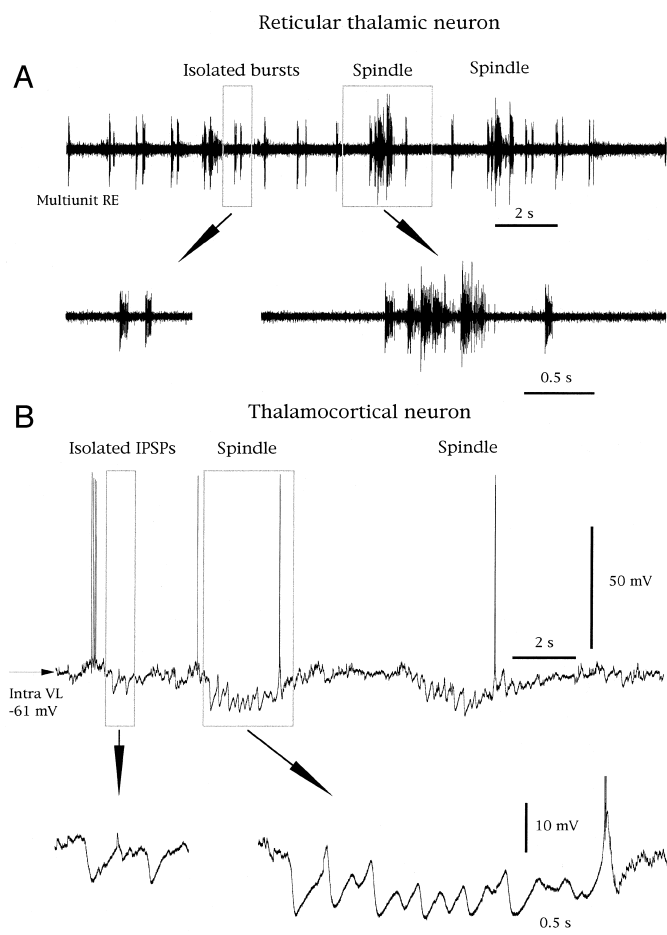 Reticular thalamic neuron
A
Isolated bursts
Spindle
Spindle
Multiunit RE
2 s
0.5 s
B
Thalamocortical neuron
Isolated IPSPs
Spindle
Spindle
50 mV
2 s
Intra VL
-61 mV
10 mV
0.5 s